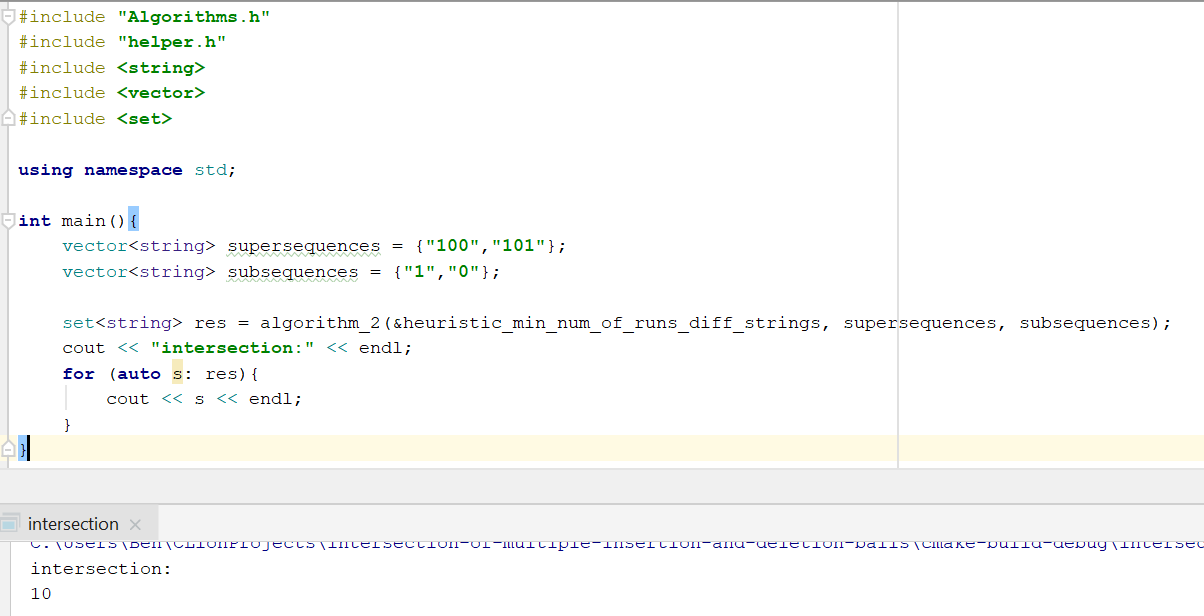 #include "Algorithms.h"
#include "helper.h"
#include <string>
#include <vector>
#include <set>
using namespace std;
int main(){
vector<string> supersequences = {"100","101"};
vector<string> subsequences = {"1","0"};
set<string> res = algorithm_2(&heuristic_min_num_of_runs_diff_strings, supersequences, subsequences);
cout << "intersection:" << endl;
for (auto s: res){
cout << s << endl;
}
}
intersection
C:\Users\Ben\CLionProjects\intersection-of-multiple-insertion-and-deletion-balls\cmake-build-debug\intersec
intersection:
10